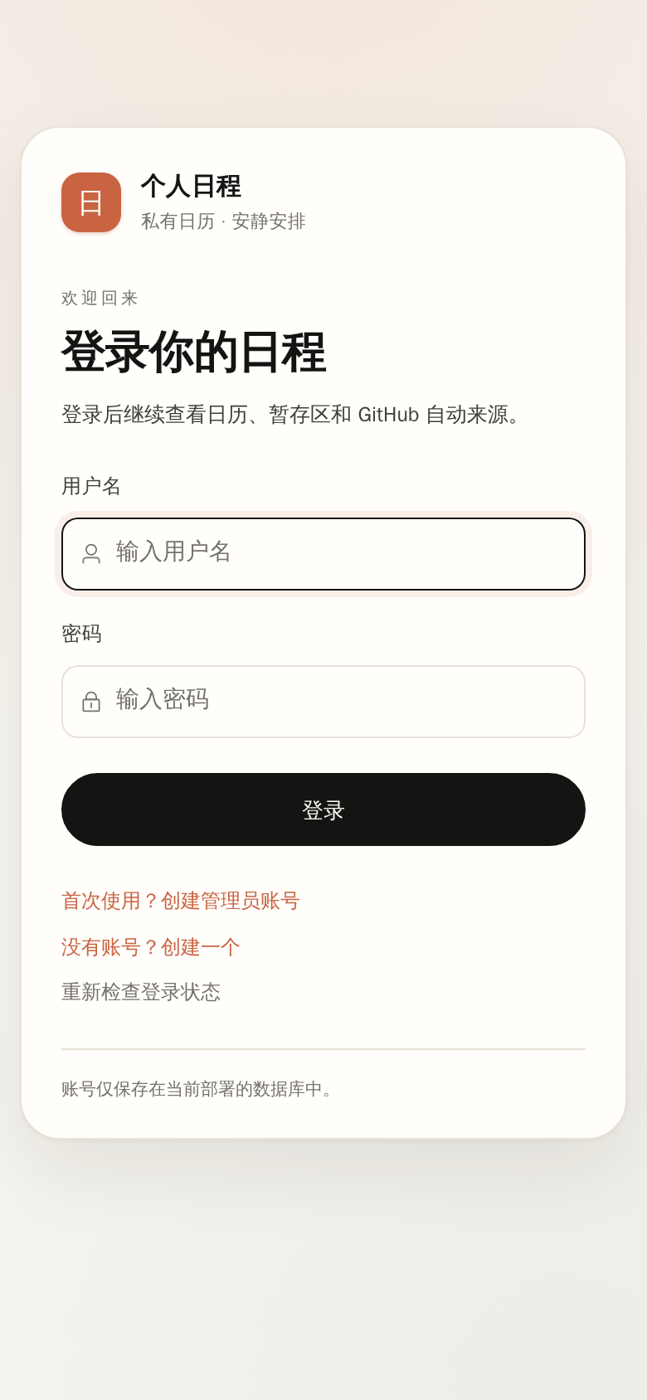 日
个人日程
私有日历 · 安静安排
欢迎回来
登录你的日程
登录后继续查看日历、暂存区和 GitHub 自动来源。
用户名
输入用户名
密码
输入密码
登录
首次使用？创建管理员账号
没有账号？创建一个
重新检查登录状态
账号仅保存在当前部署的数据库中。